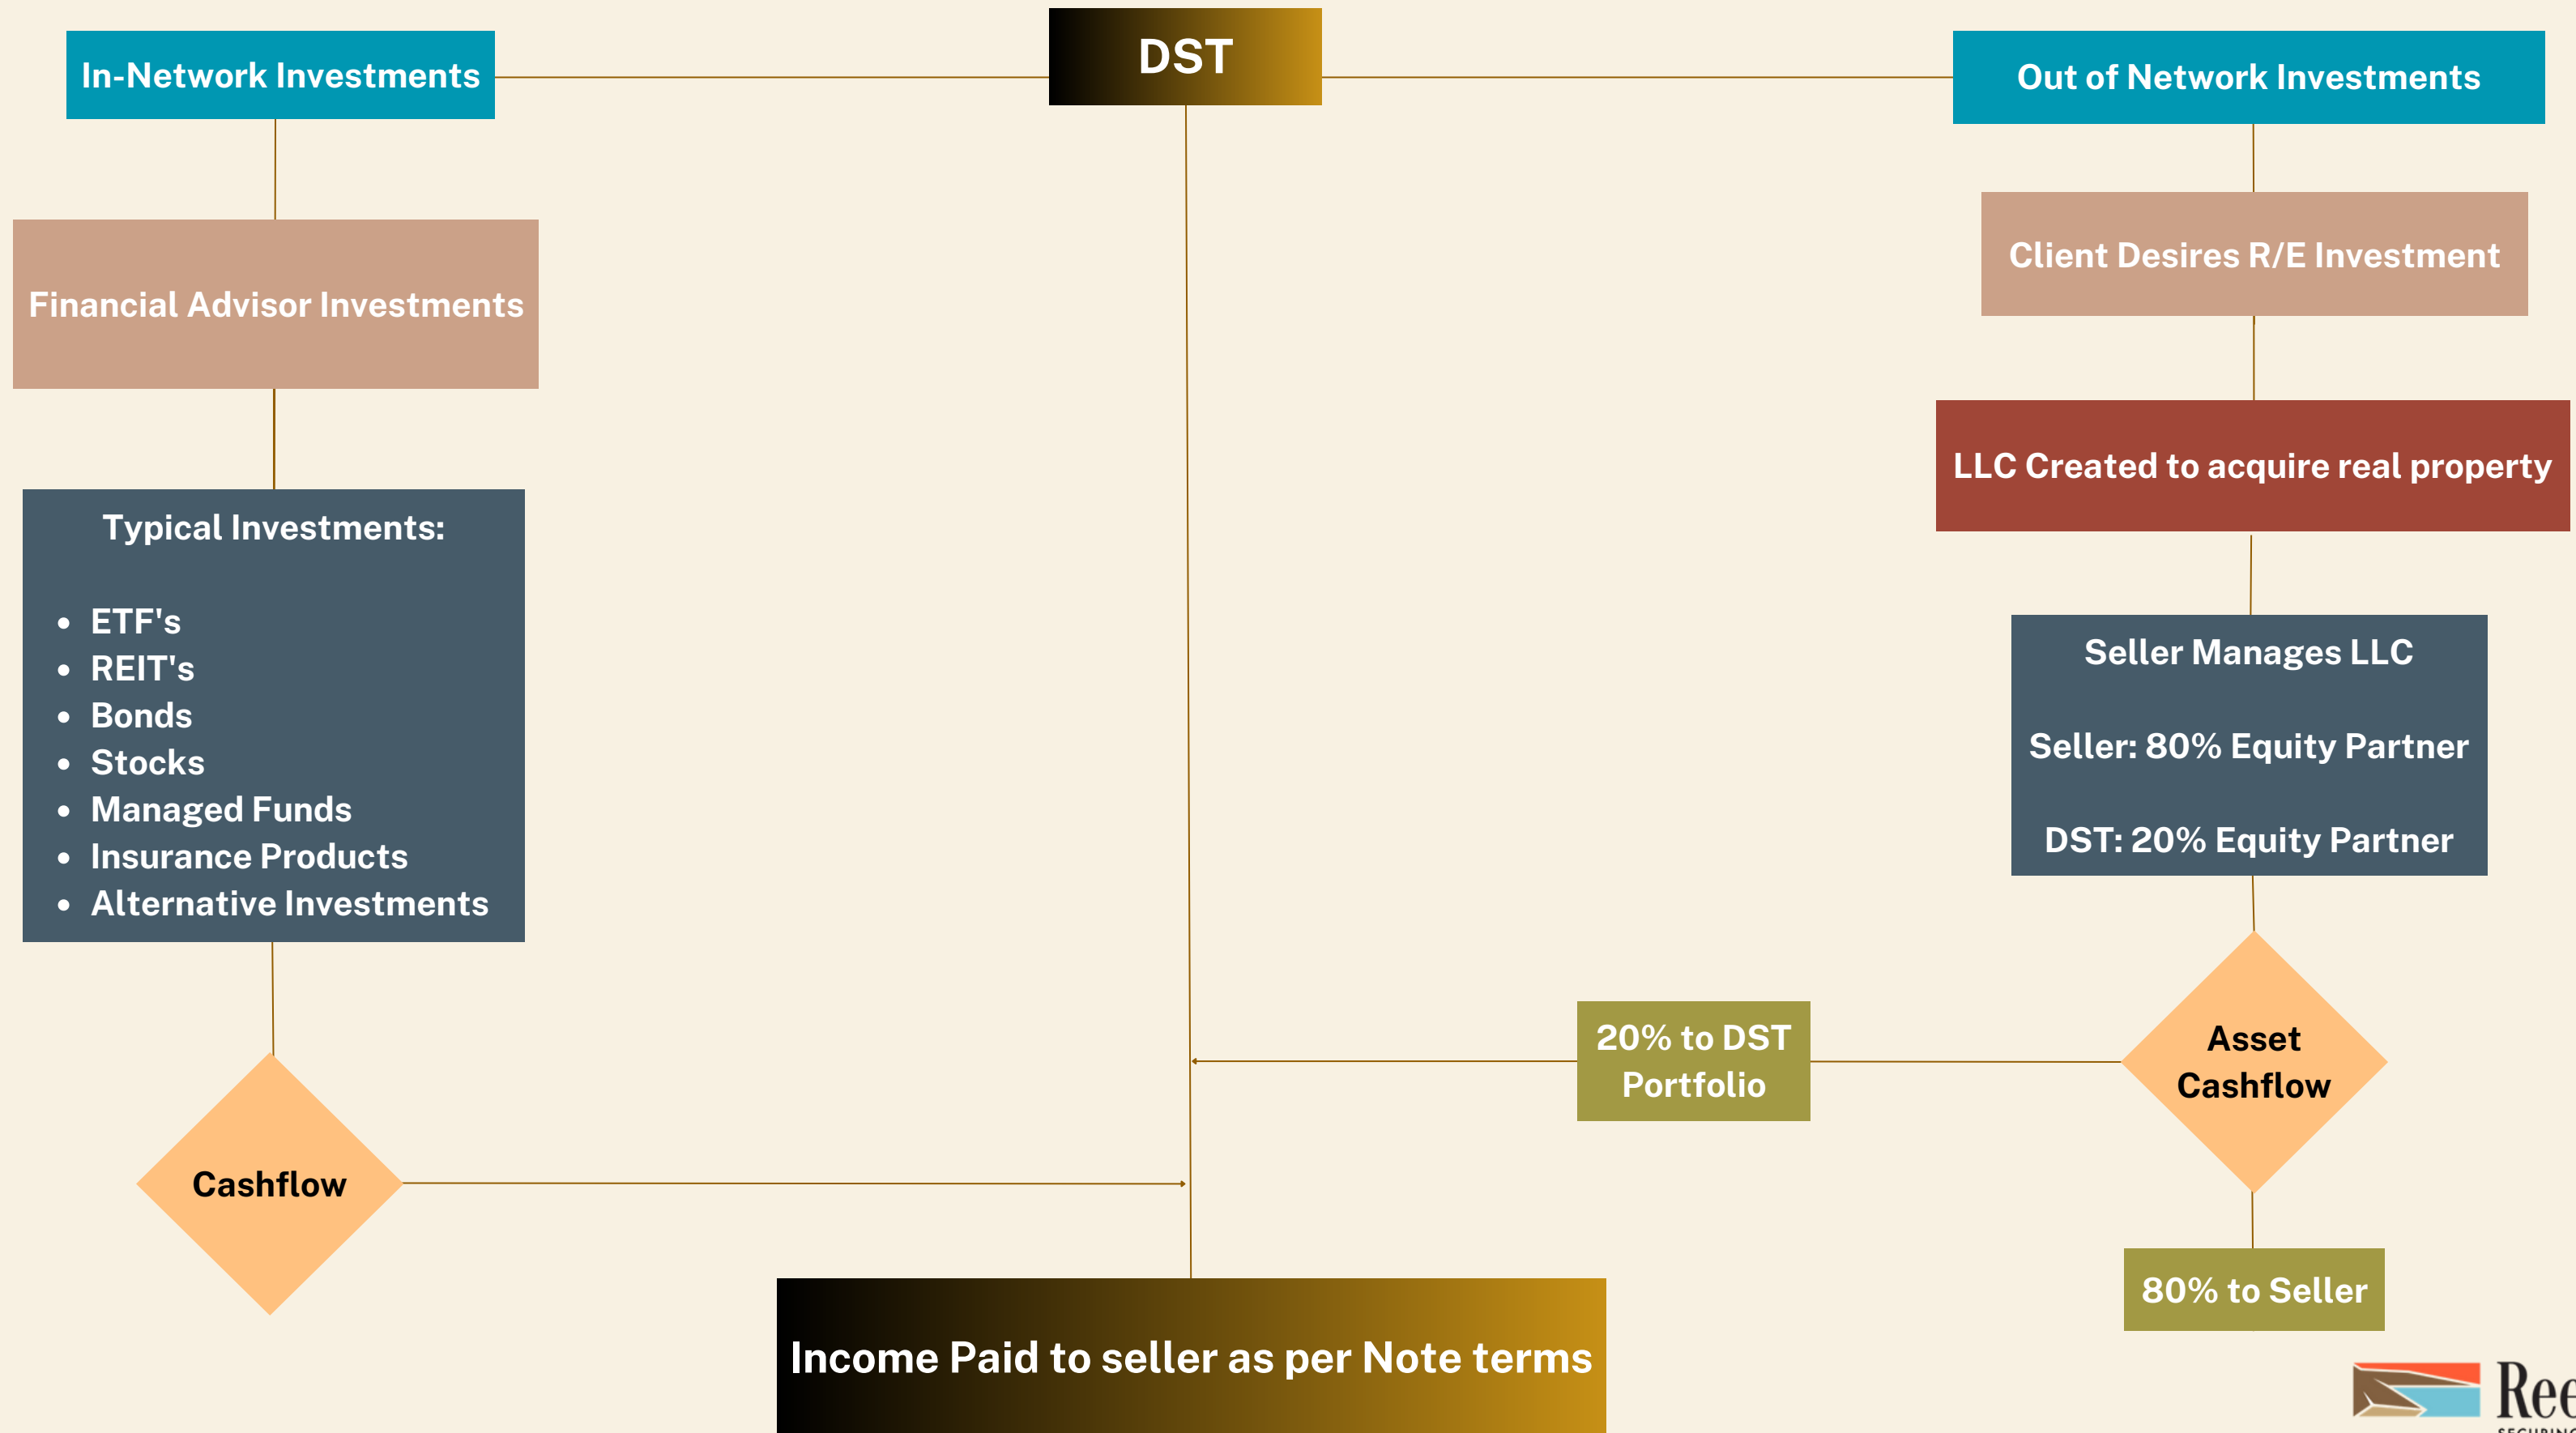 DST
In-Network Investments
Out of Network Investments
Financial Advisor Investments
Client Desires R/E Investment
LLC Created to acquire real property
Typical Investments:
• ETF's
• REIT's
• Bonds
• Stocks
• Managed Funds
• Insurance Products
• Alternative Investments
Seller Manages LLC
Seller: 80% Equity Partner
DST: 20% Equity Partner
20% to DST
Portfolio
Asset
Cashflow
Cashflow
80% to Seller
Income Paid to seller as per Note terms